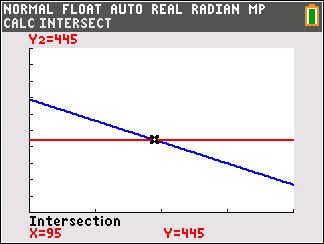 NORMAL FLOAT AUTO REAL RADIAN MP
CALC INTERSECT
Y₂=445
Intersection
X=95 Y=445